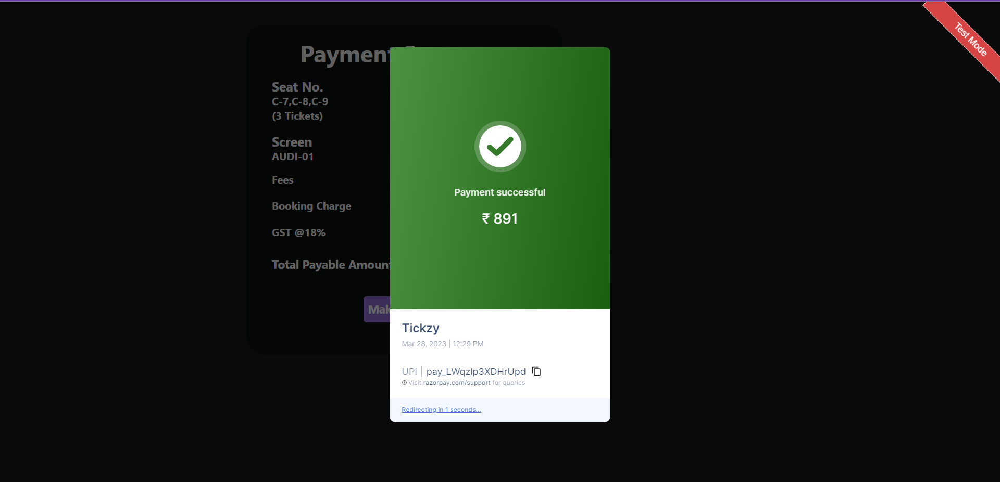 Test Mode
Payment
Seat No.
C-7,C-8,C-9
(3 Tickets)
Screen
AUDI-01
Fees
Booking Charge
GST @18%
Total Payable Amount
Mak
Payment successful
₹ 891
Tickzy
Mar 28, 2023 | 12:29 PM
UPI | pay_LWqzlp3XDHrUpd
Visit razorpay.com/support for queries
Redirecting in 1 seconds...